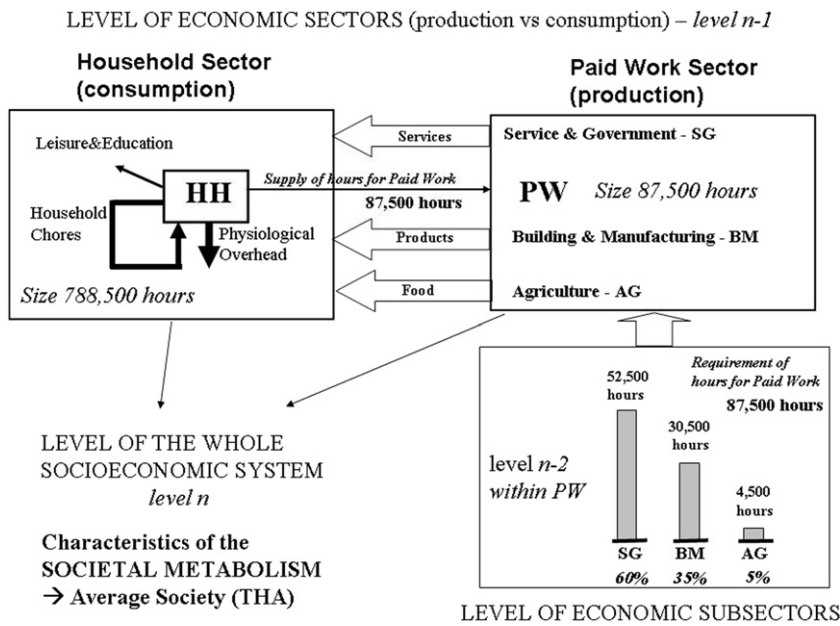 LEVEL OF ECONOMIC SECTORS (production vs consumption) – level n-1
Household Sector
(consumption)
Paid Work Sector
(production)
Leisure&Education
HH
Household
Chores
Physiological
Overhead
Size 788,500 hours
Services
Supply of hours for Paid Work
87,500 hours
Products
Food
Service & Government - SG
PW Size 87,500 hours
Building & Manufacturing - BM
Agriculture - AG
LEVEL OF THE WHOLE
SOCIOECONOMIC SYSTEM
level n
Characteristics of the
SOCIETAL METABOLISM
→ Average Society (THA)
Requirement of
hours for Paid Work
87,500 hours
level n-2
within PW
52,500
hours
30,500
hours
4,500
hours
SG BM AG
60% 35% 5%
LEVEL OF ECONOMIC SUBSECTORS